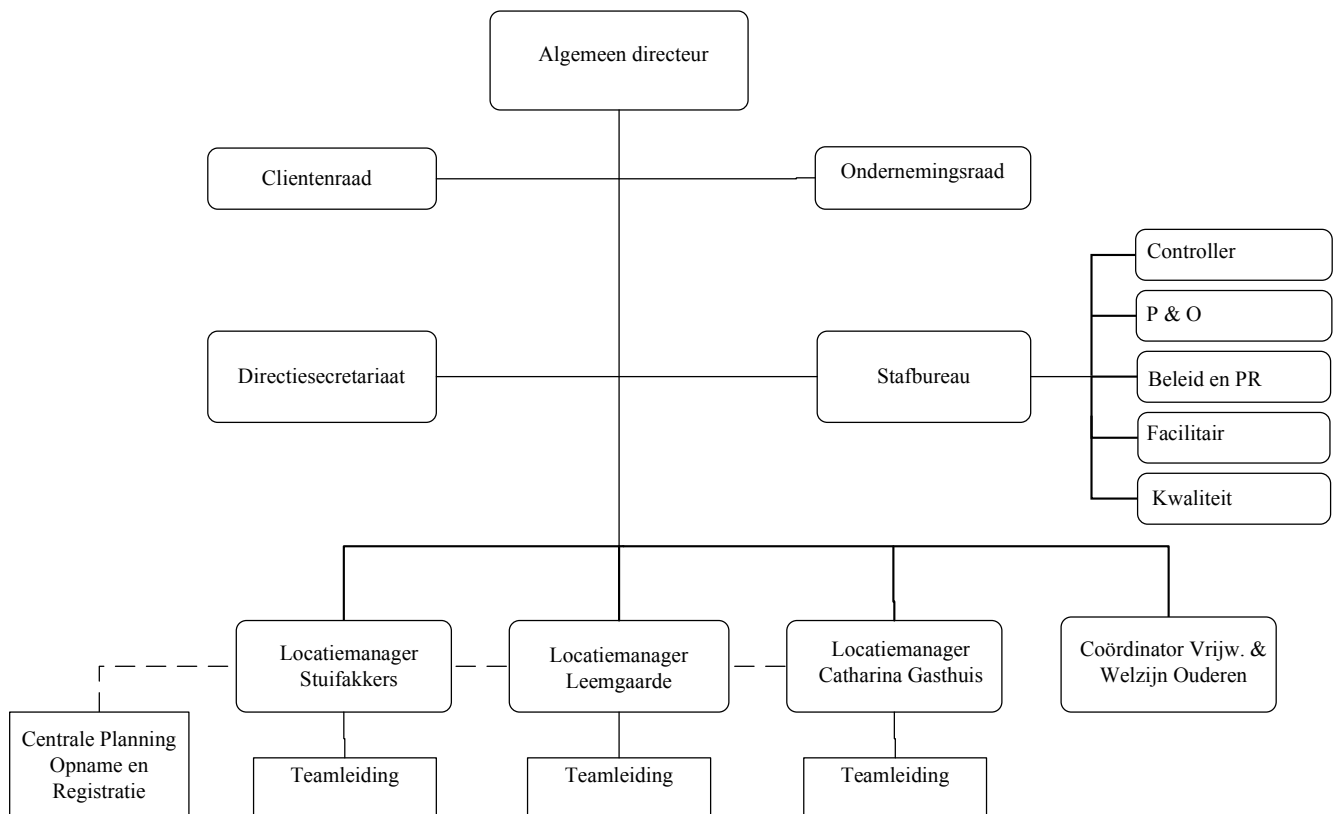 Algemeen directeur
Clientenraad
Ondernemingsraad
Controller
P & O
Directiesecretariaat
Stafbureau
Beleid en PR
Facilitair
Kwaliteit
Locatiemanager
Stuifakkers
Locatiemanager
Leemgaarde
Locatiemanager
Catharina Gasthuis
Coördinator Vrijw. &
Welzijn Ouderen
Centrale Planning
Opname en
Registratie
Teamleiding
Teamleiding
Teamleiding